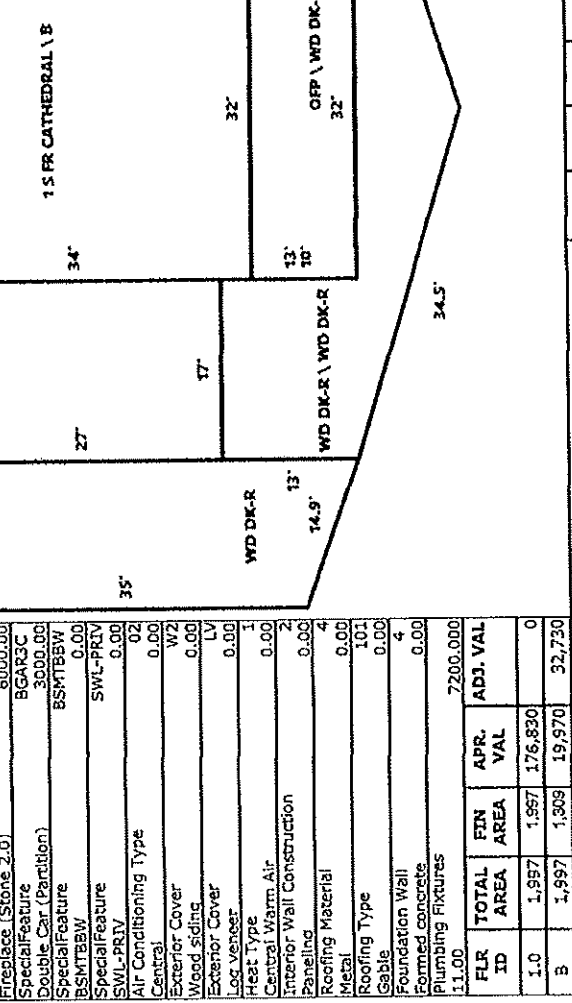 Fireplace (Stone 2.0) 6000.00
SpecialFeature BGAR3C
Double Car (Partition) 3000.00
SpecialFeature BSMTBBW
BSMTBBW 0.00
SpecialFeature SWL-PRIV
SWL-PRIV 0.00
Air Conditioning Type 02
Central 0.00
Exterior Cover W2
Wood siding 0.00
Exterior Cover LV
Log veneer 0.00
Heat Type 1
Central Warm Air 0.00
Interior Wall Construction 2
Paneling 0.00
Roofing Material 4
Metal 0.00
Roofing Type 101
Gable 0.00
Foundation Wall 4
Formed concrete 0.00
Plumbing Fixtures
11.00 7200.000
FLR ID TOTAL AREA FIN AREA APR. VAL ADJ. VAL
1.0 1,997 1,997 176,830 0
B 1,997 1,309 19,970 32,730
1 S FR CATHEDRAL \ B
34'
32'
27'
17'
35'
WD DK-R
13'
14.9'
WD DK-R \ WD DK-R
13'
10'
OFP \ WD DK-
32'
34.5'